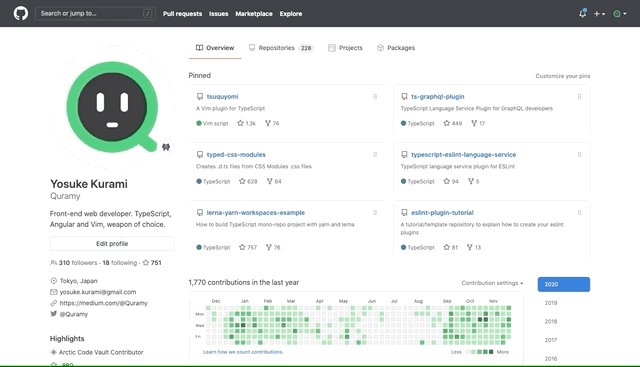 Search or jump to... /
Pull requests Issues Marketplace Explore
Overview Repositories 228 Projects Packages
Pinned Customize your pins
tsuquyomi
A Vim plugin for TypeScript
Vim script 1.3k 74
ts-graphql-plugin
TypeScript Language Service Plugin for GraphQL developers
TypeScript 449 17
typed-css-modules
Creates .d.ts files from CSS Modules .css files
TypeScript 628 64
typescript-eslint-language-service
TypeScript language service plugin for ESLint
TypeScript 94 5
lerna-yarn-workspaces-example
How to build TypeScript mono-repo project with yarn and lerna
TypeScript 757 76
eslint-plugin-tutorial
A tutorial/template repository to explain how to create your eslint
plugins
TypeScript 81 13
Yosuke Kurami
Quramy
Front-end web developer. TypeScript,
Angular and Vim, weapon of choice.
Edit profile
310 followers · 18 following · 751
Tokyo, Japan
yosuke.kurami@gmail.com
https://medium.com/@Quramy
@Quramy
Highlights
Arctic Code Vault Contributor
PRO
1,770 contributions in the last year Contribution settings
Dec Jan Feb Mar Apr May Jun Jul Aug Sep Oct Nov
Mon
Wed
Fri
Learn how we count contributions. Less More
2020
2019
2018
2017
2016